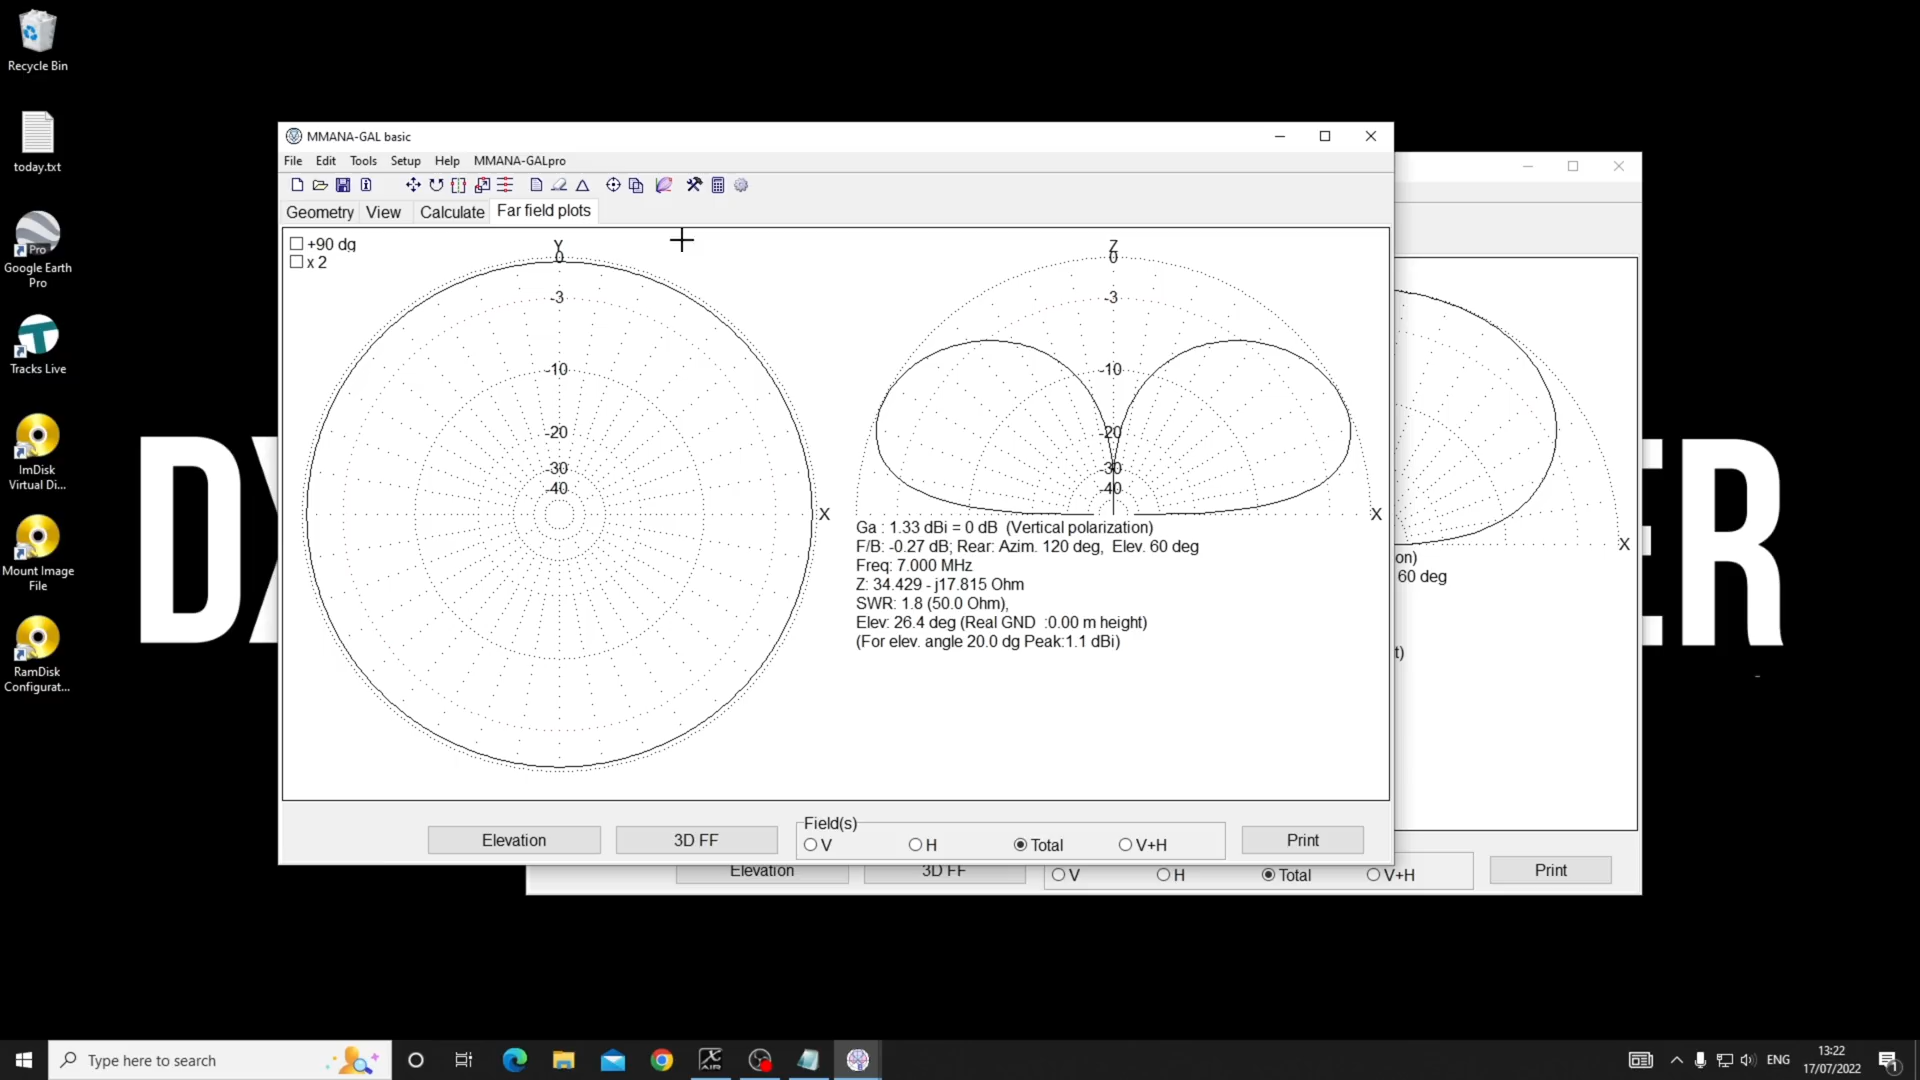 Recycle Bin
today.txt
Google Earth
Pro
Tracks Live
ImDisk
Virtual Di...
Mount Image
File
RamDisk
Configurat...
DX
ER
MMANA-GAL basic
File Edit Tools Setup Help MMANA-GALpro
Geometry View Calculate Far field plots
+90 dg
x 2
Y
0
-3
-10
-20
-30
-40
X
Z
0
-3
-10
-20
-30
-40
X
Ga : 1.33 dBi = 0 dB (Vertical polarization)
F/B: -0.27 dB; Rear: Azim. 120 deg, Elev. 60 deg
Freq: 7.000 MHz
Z: 34.429 - j17.815 Ohm
SWR: 1.8 (50.0 Ohm),
Elev: 26.4 deg (Real GND :0.00 m height)
(For elev. angle 20.0 dg Peak:1.1 dBi)
Field(s)
Elevation 3D FF V H Total V+H Print
X
on)
60 deg
t)
Elevation 3D FF V H Total V+H Print
Type here to search
X
AIR
ENG
13:22
17/07/2022
1